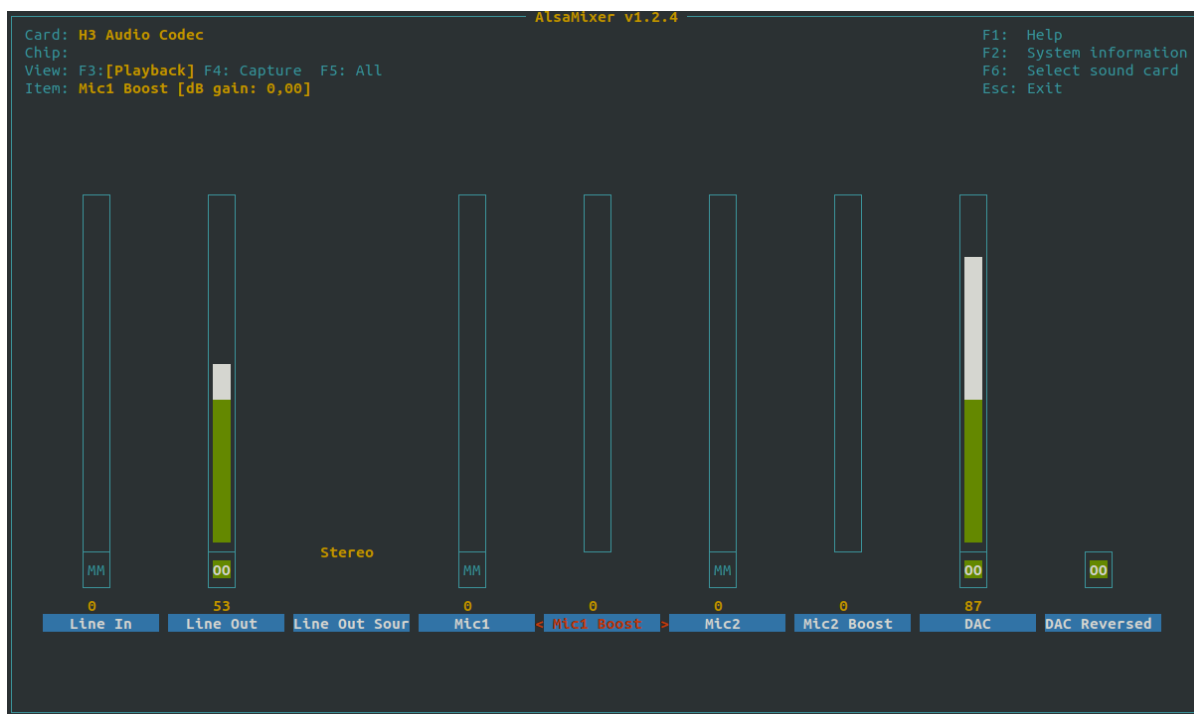 AlsaMixer v1.2.4
Card: H3 Audio Codec F1: Help
Chip: F2: System information
View: F3:[Playback] F4: Capture F5: All F6: Select sound card
Item: Mic1 Boost [dB gain: 0,00] Esc: Exit
Stereo
MM OO MM MM OO OO
0 53 0 0 0 0 87
Line In Line Out Line Out Sour Mic1 < Mic1 Boost > Mic2 Mic2 Boost DAC DAC Reversed